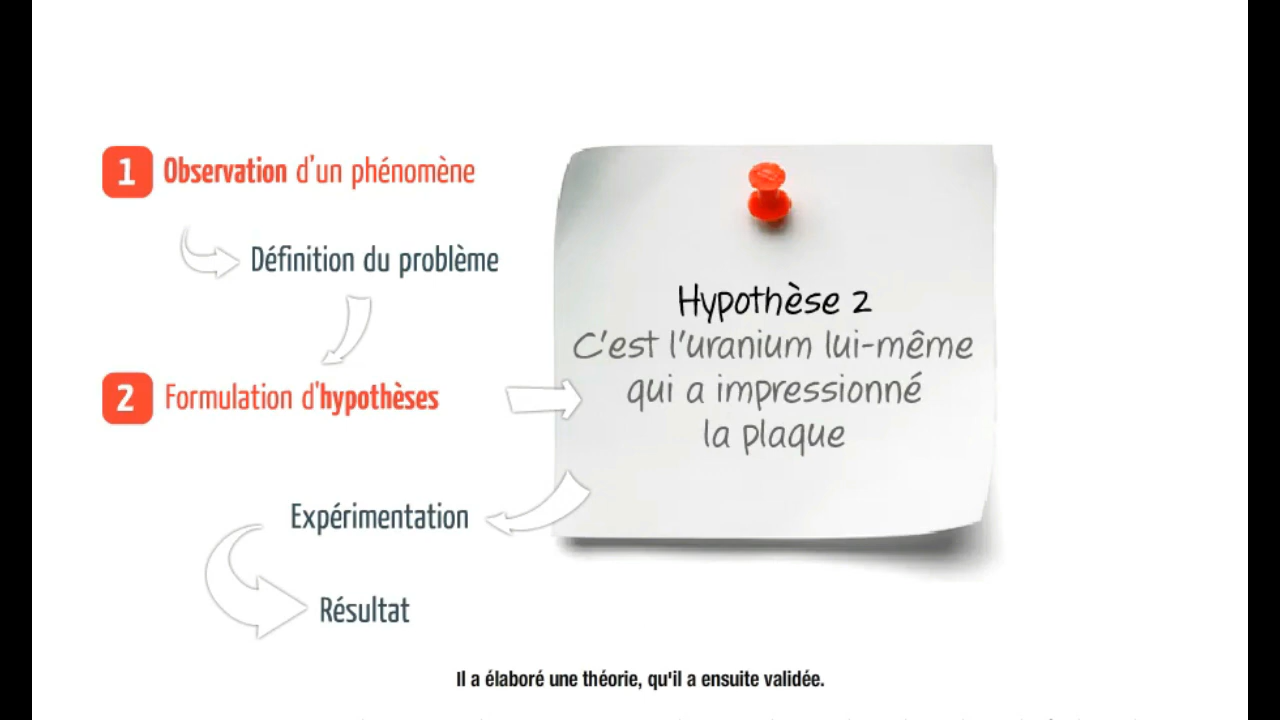 1 Observation d'un phénomène
Définition du problème
2 Formulation d'hypothèses
Hypothèse 2
C'est l'uranium lui-même
qui a impressionné
la plaque
Expérimentation
Résultat
Il a élaboré une théorie, qu'il a ensuite validée.